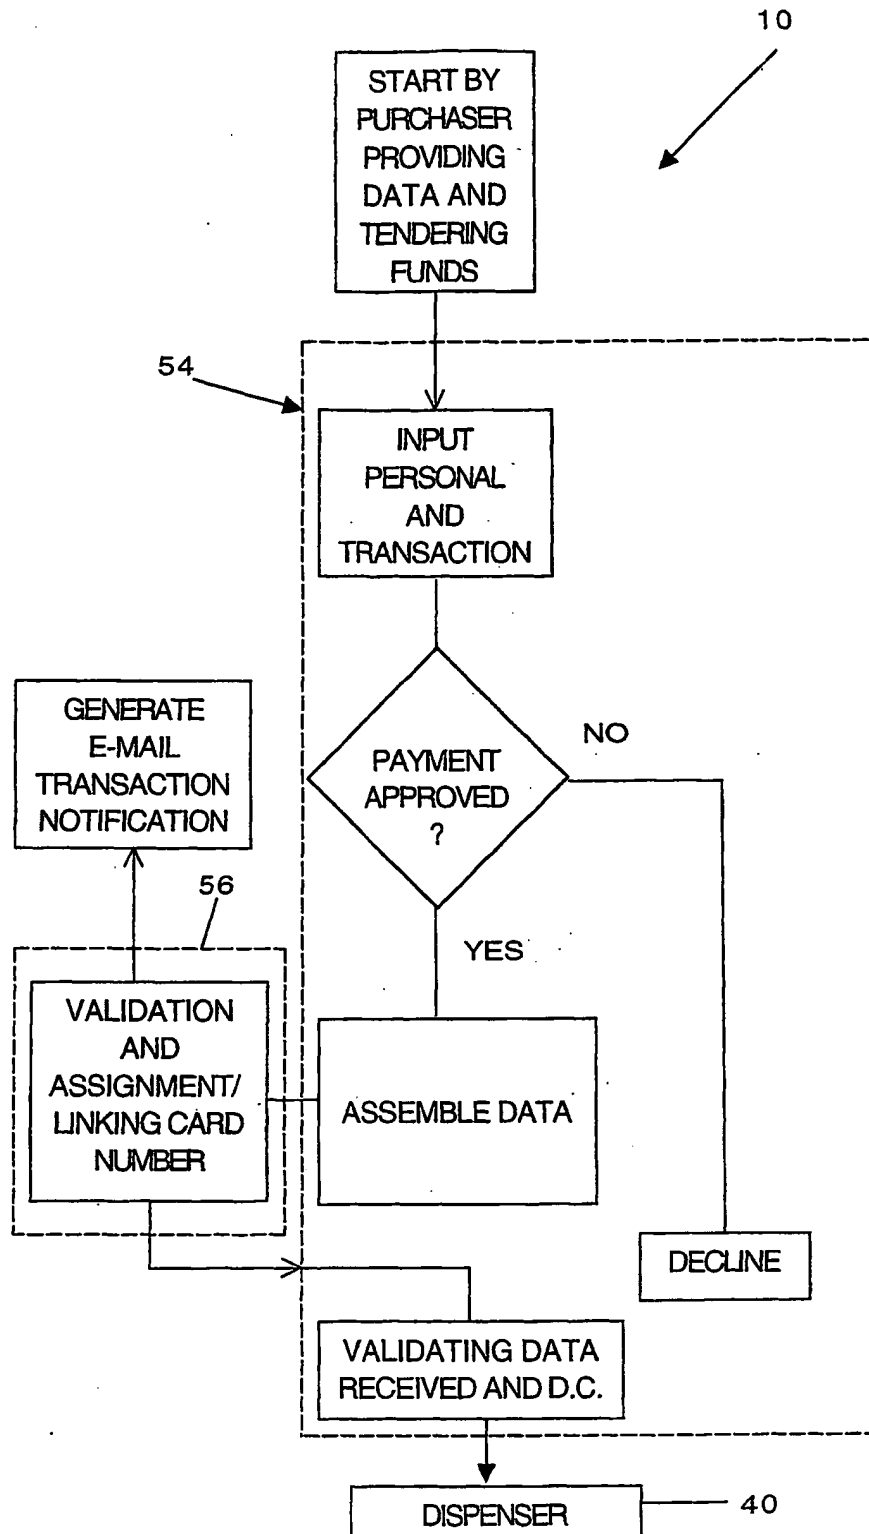 10
START BY
PURCHASER
PROVIDING
DATA AND
TENDERING
FUNDS
54
INPUT
PERSONAL
AND
TRANSACTION
GENERATE
E-MAIL
TRANSACTION
NOTIFICATION
PAYMENT
APPROVED
?
NO
56
YES
VALIDATION
AND
ASSIGNMENT/
LINKING CARD
NUMBER
ASSEMBLE DATA
DECLINE
VALIDATING DATA
RECEIVED AND D.C.
DISPENSER
40